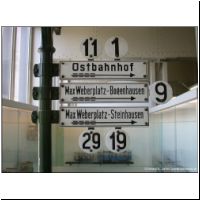 11 1
Ostbahnhof
Max Weberplatz-Bogenhausen 9
Max Weberplatz-Steinhausen
29 19